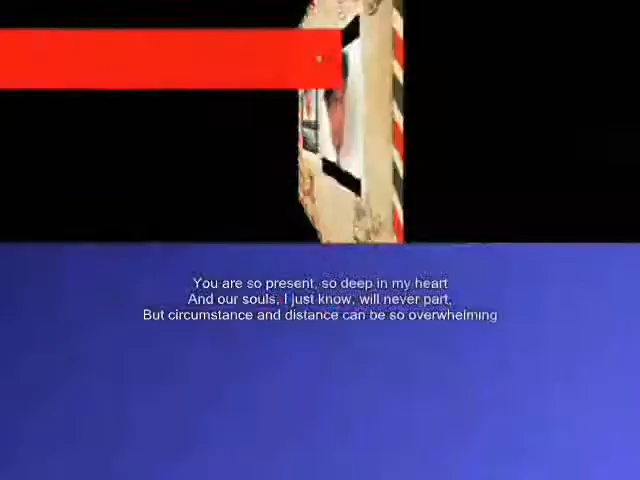 You are so present, so deep in my heart
And our souls, I just know, will never part.
But circumstance and distance can be so overwhelming